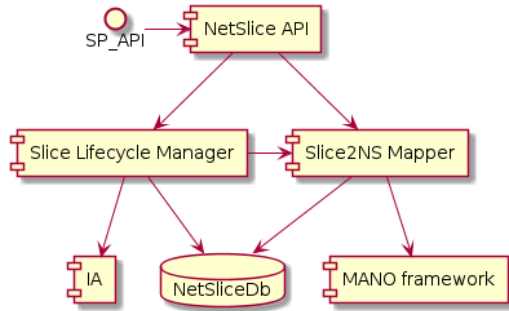 NetSlice API
SP_API
Slice Lifecycle Manager
Slice2NS Mapper
IA
NetSliceDb
MANO framework